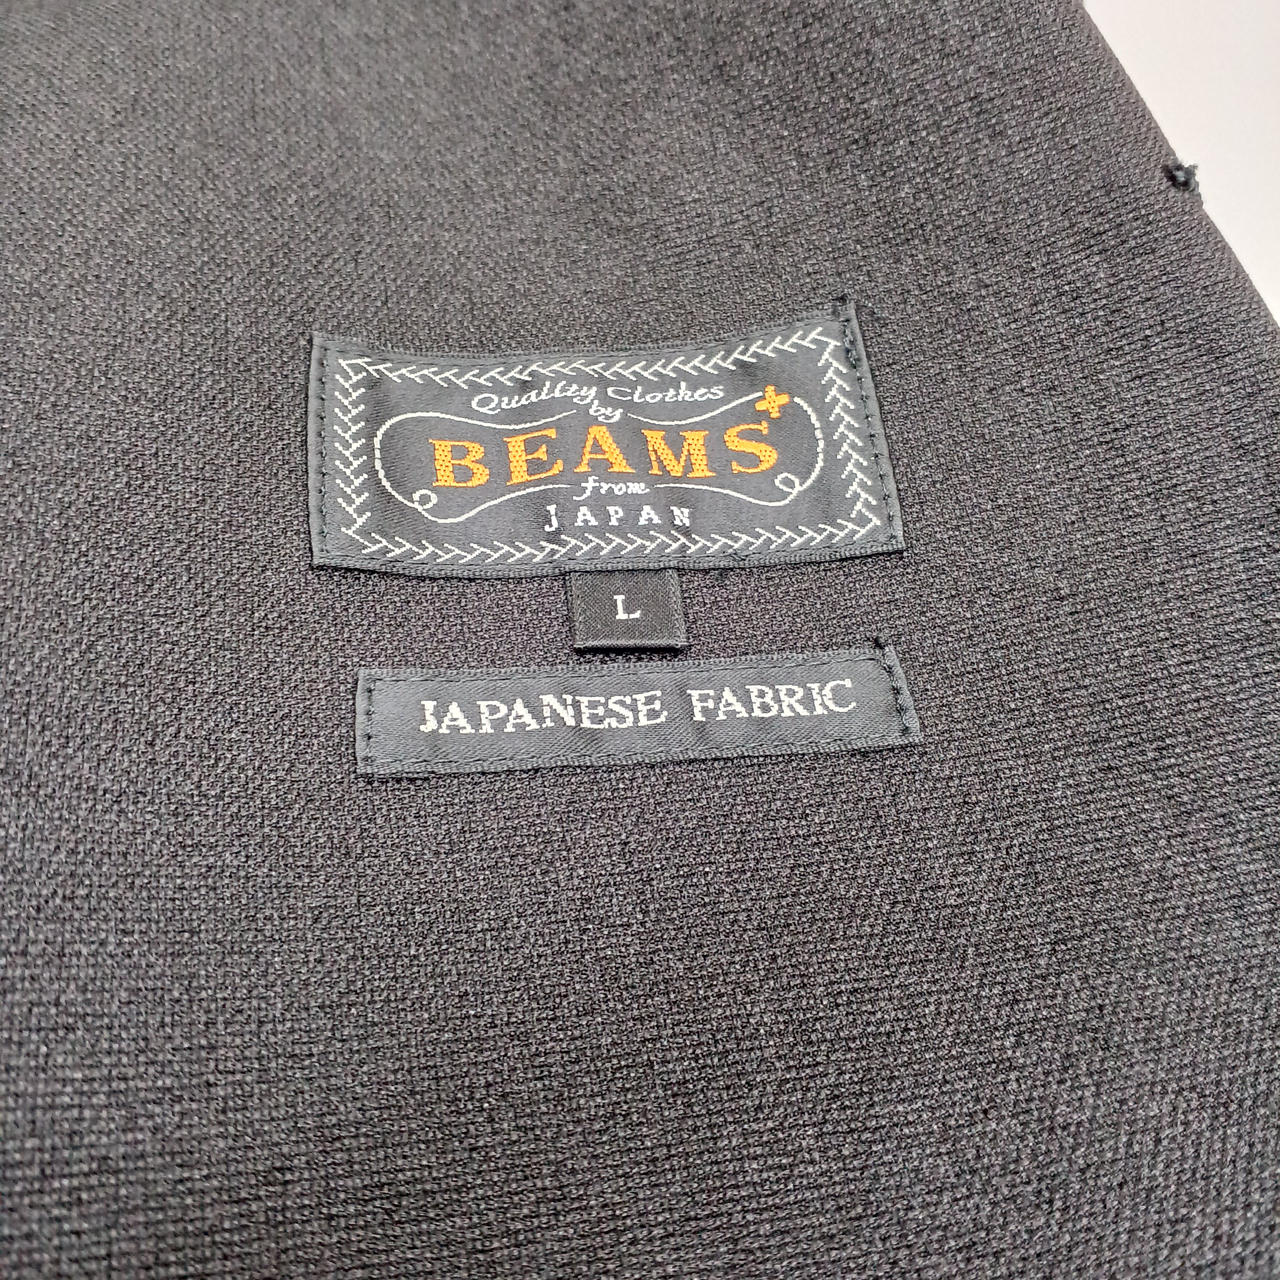 Quality Clothes
by
BEAMS+
from
JAPAN
L
JAPANESE FABRIC